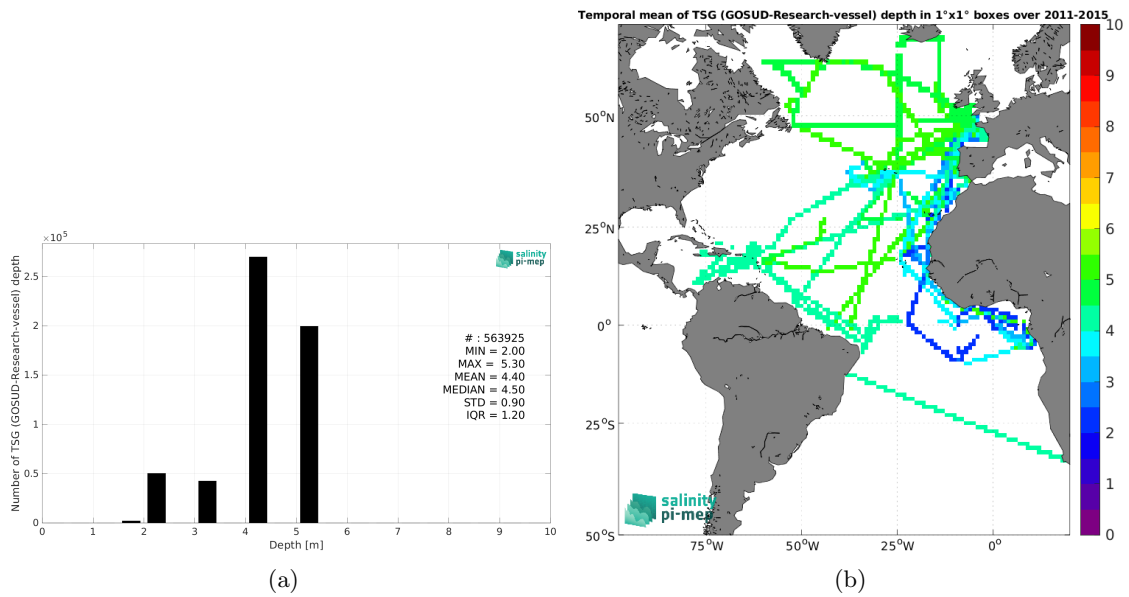 Temporal mean of TSG (GOSUD-Research-vessel) depth in 1°x1° boxes over 2011-2015
×10⁵
Number of TSG (GOSUD-Research-vessel) depth
2.5
2
1.5
1
0.5
0
0 1 2 3 4 5 6 7 8 9 10
Depth [m]
salinity
pi-mep
# : 563925
MIN = 2.00
MAX = 5.30
MEAN = 4.40
MEDIAN = 4.50
STD = 0.90
IQR = 1.20
(a)
50°N
25°N
0°
25°S
50°S
75°W 50°W 25°W 0°
salinity
pi-mep
10
9
8
7
6
5
4
3
2
1
0
(b)